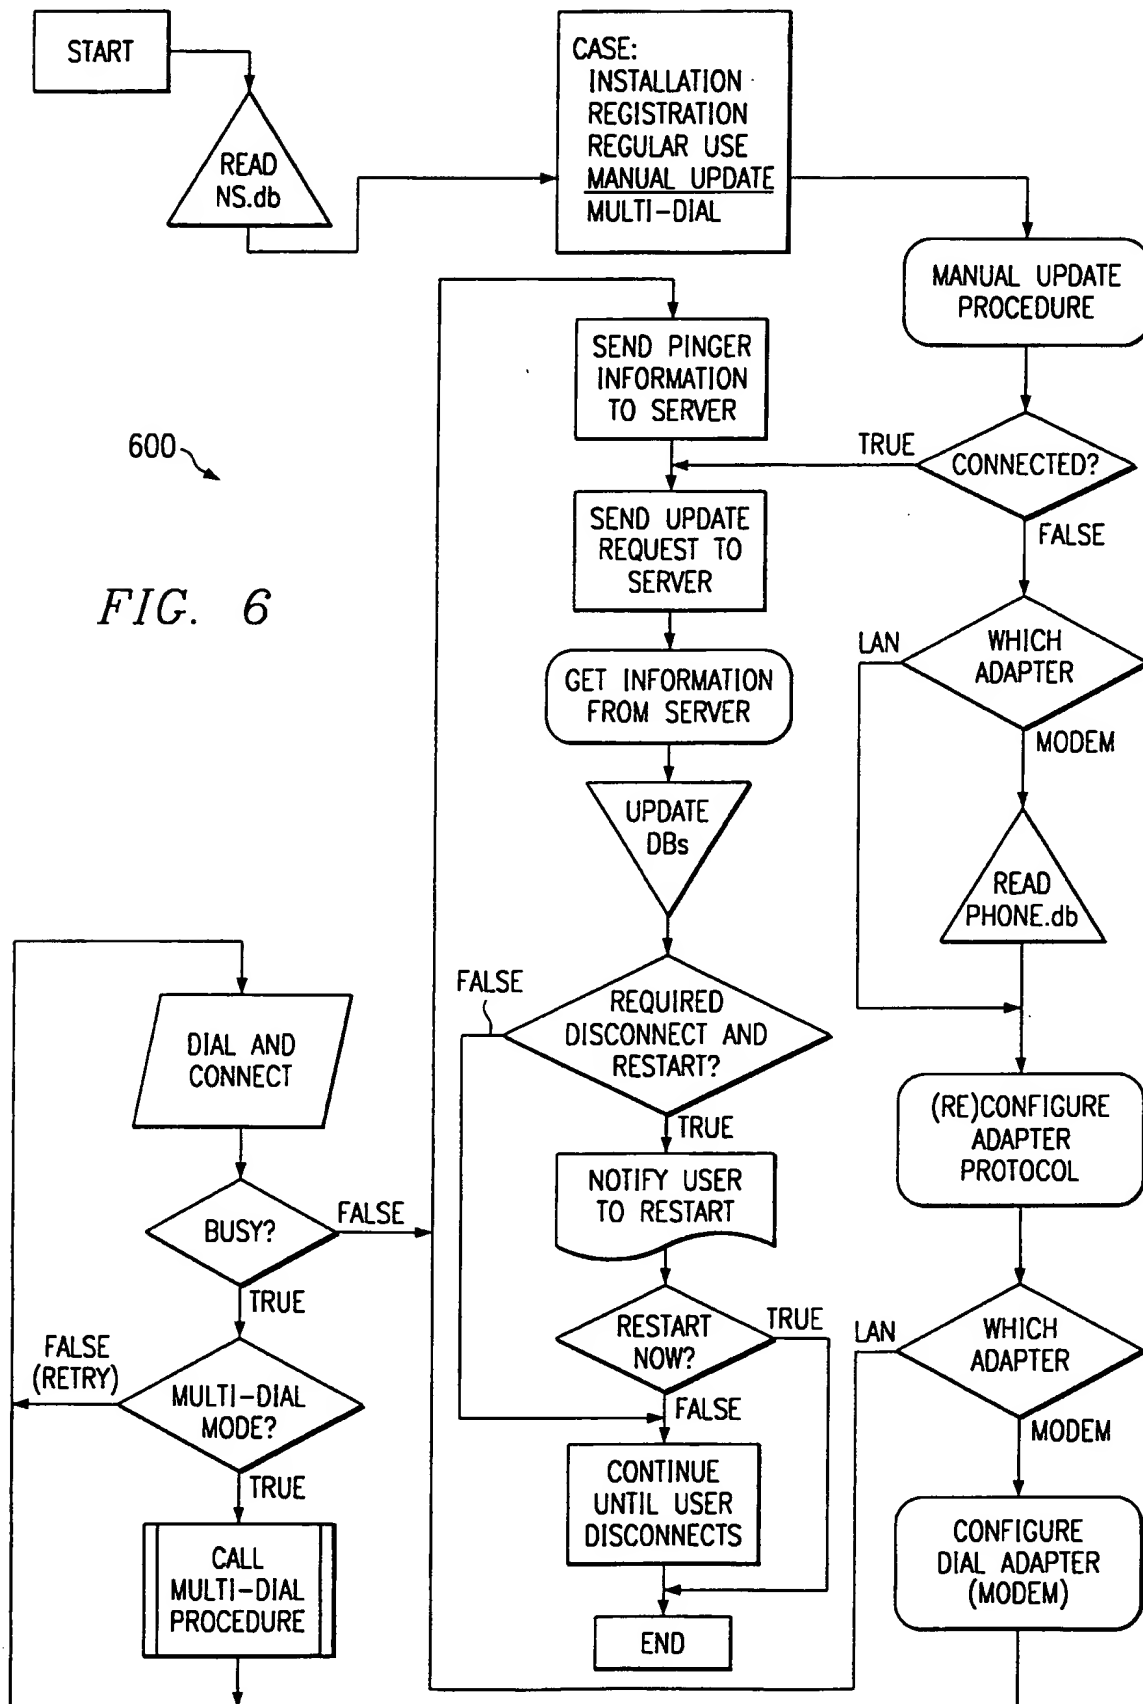 START
READ
NS.db
CASE:
INSTALLATION
REGISTRATION
REGULAR USE
MANUAL UPDATE
MULTI-DIAL
MANUAL UPDATE
PROCEDURE
SEND PINGER
INFORMATION
TO SERVER
TRUE
CONNECTED?
FALSE
600
FIG. 6
SEND UPDATE
REQUEST TO
SERVER
LAN
WHICH
ADAPTER
MODEM
GET INFORMATION
FROM SERVER
UPDATE
DBs
READ
PHONE.db
FALSE
REQUIRED
DISCONNECT AND
RESTART?
TRUE
DIAL AND
CONNECT
(RE)CONFIGURE
ADAPTER
PROTOCOL
NOTIFY USER
TO RESTART
BUSY?
FALSE
TRUE
RESTART
NOW?
TRUE
FALSE
LAN
WHICH
ADAPTER
MODEM
FALSE
(RETRY)
MULTI-DIAL
MODE?
TRUE
CONTINUE
UNTIL USER
DISCONNECTS
CONFIGURE
DIAL ADAPTER
(MODEM)
CALL
MULTI-DIAL
PROCEDURE
END